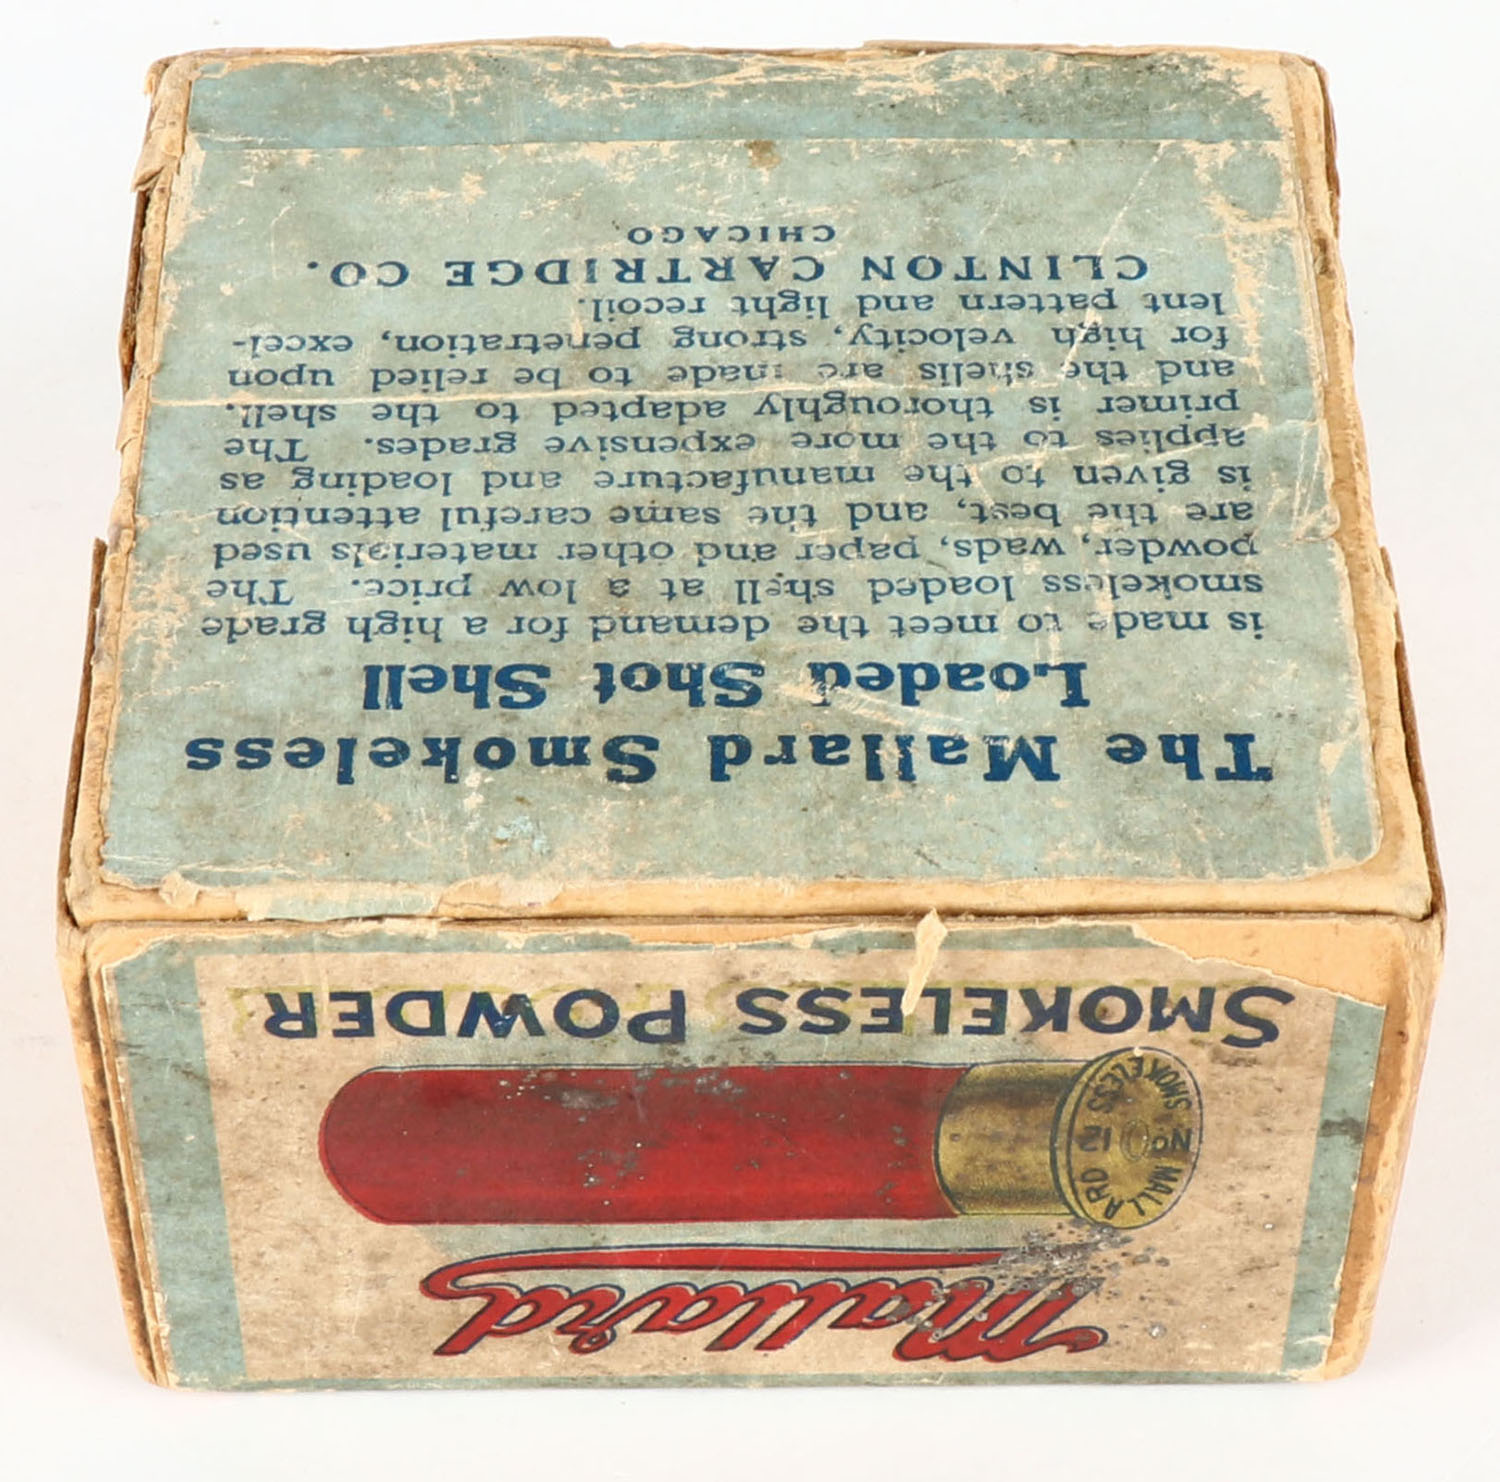 The Mallard Smokeless
Loaded Shot Shell
is made to meet the demand for a high grade
smokeless loaded shell at a low price. The
powder, wads, paper and other materials used
are the best, and the same careful attention
is given to the manufacture and loading as
applies to the more expensive grades. The
primer is thoroughly adapted to the shell,
and the shells are made to be relied upon
for high velocity, strong penetration, excel-
lent pattern and light recoil.
CLINTON CARTRIDGE CO.
CHICAGO
Mallard
MALLARD
No. 12
SMOKELESS
SMOKELESS POWDER